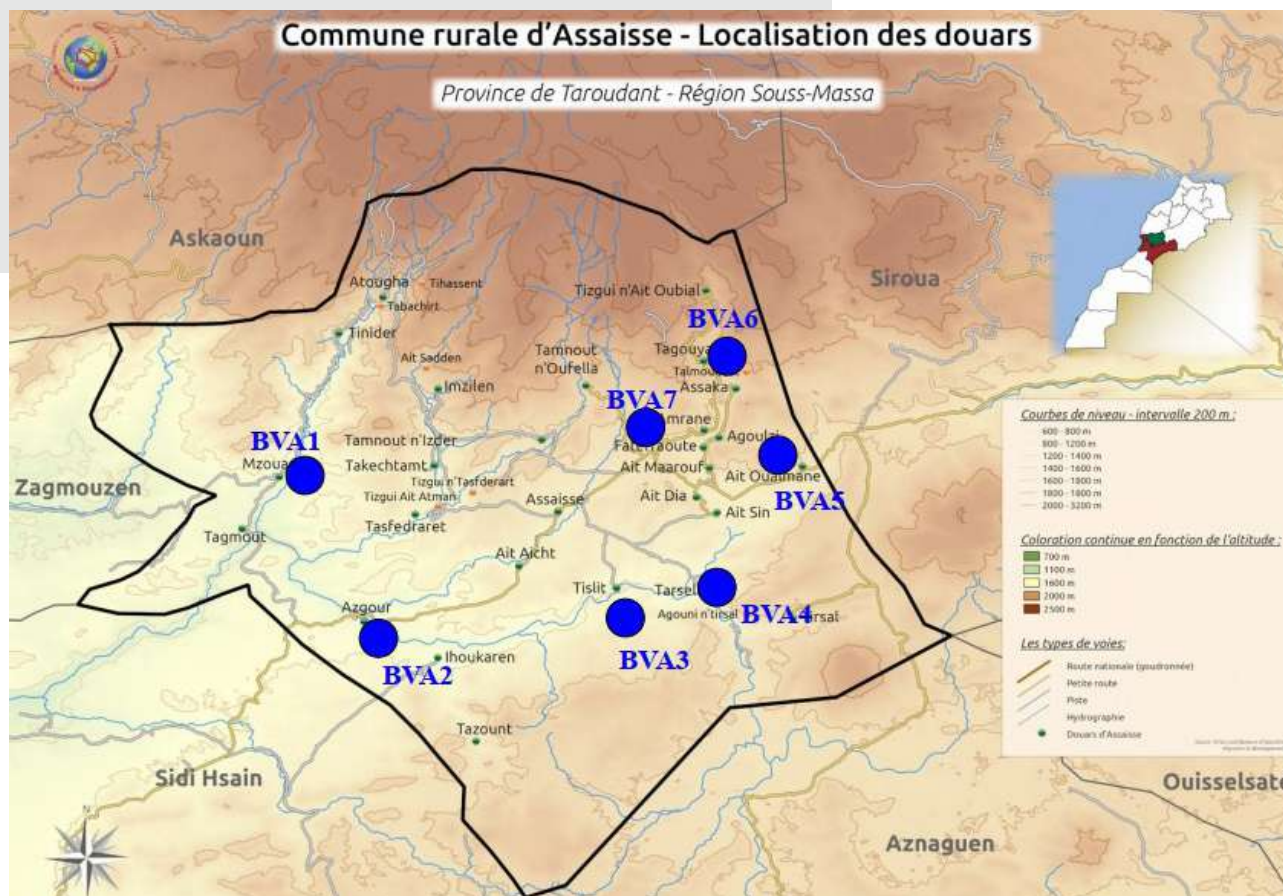 Commune rurale d'Assaisse - Localisation des douars
Province de Taroudant - Région Souss-Massa
Askaoun
Siroua
Atougha
Tihassent
Tabachirt
Tizgui n'Ait Oubial
Tinider
BVA6
Ait Sadden
Tamnout
n'Oufella
Tagouya
Imzilen
Assaka
BVA7
Amrane
BVA1
Tamnout n'Izder
Agoulzi
Mzoua
Takechtamt
Ait Maarouf
Ait Oualmane
Zagmouzen
Tizgui n'Tasfderart
Tizgui Ait Atman
Assaisse
Ait Dia
BVA5
Tagmout
Tasfedraret
Ait Sin
Ait Aicht
Tislit
Tarsel
Azgour
Agouni n'tirsal
BVA4
BVA3
BVA2
Ihoukaren
Tazount
Sidi Hsain
Ouisselsate
Aznaguen
N
Courbes de niveau - intervalle 200 m :
600 - 800 m
800 - 1200 m
1200 - 1400 m
1400 - 1600 m
1600 - 1800 m
1800 - 1800 m
2000 - 3200 m
Coloration continue en fonction de l'altitude :
700 m
1100 m
1600 m
2000 m
2500 m
Les types de voies:
Route nationale (goudronnée)
Petite route
Piste
Hydrographie
Douars d'Assaisse